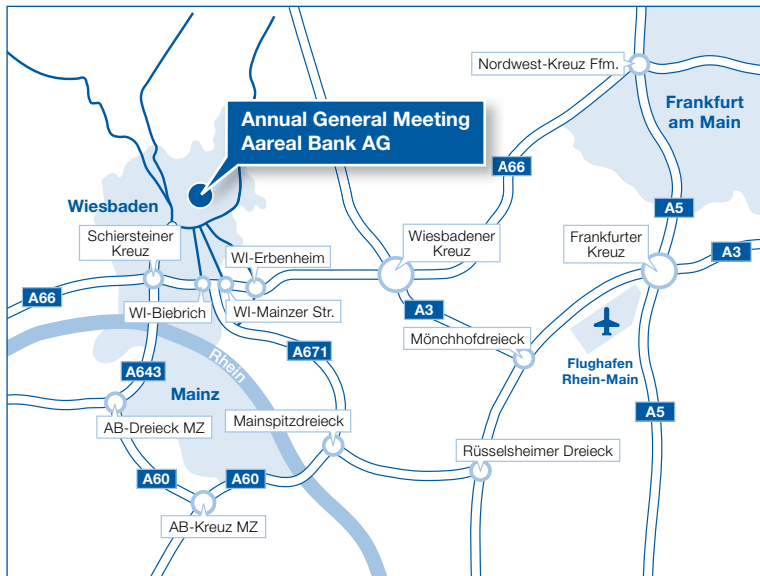 Nordwest-Kreuz Ffm.
Frankfurt
am Main
Annual General Meeting
Aareal Bank AG
A66
A5
Wiesbaden
Schiersteiner
Kreuz
WI-Erbenheim
Wiesbadener
Kreuz
Frankfurter
Kreuz
A3
A66
WI-Biebrich
WI-Mainzer Str.
A3
Mönchhofdreieck
Rhein
A671
Flughafen
Rhein-Main
A643
Mainz
A5
AB-Dreieck MZ
Mainspitzdreieck
Rüsselsheimer Dreieck
A60
A60
AB-Kreuz MZ